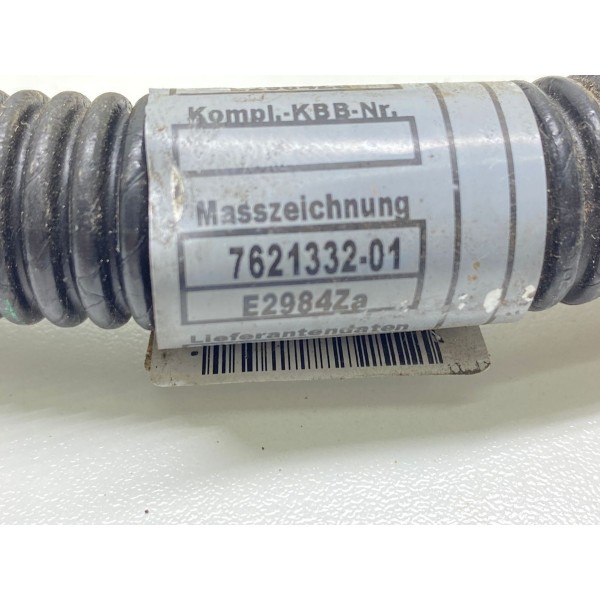 Kompl.-KBB-Nr.
Masszeichnung
7621332-01
E2984Za
Lieferantendaten